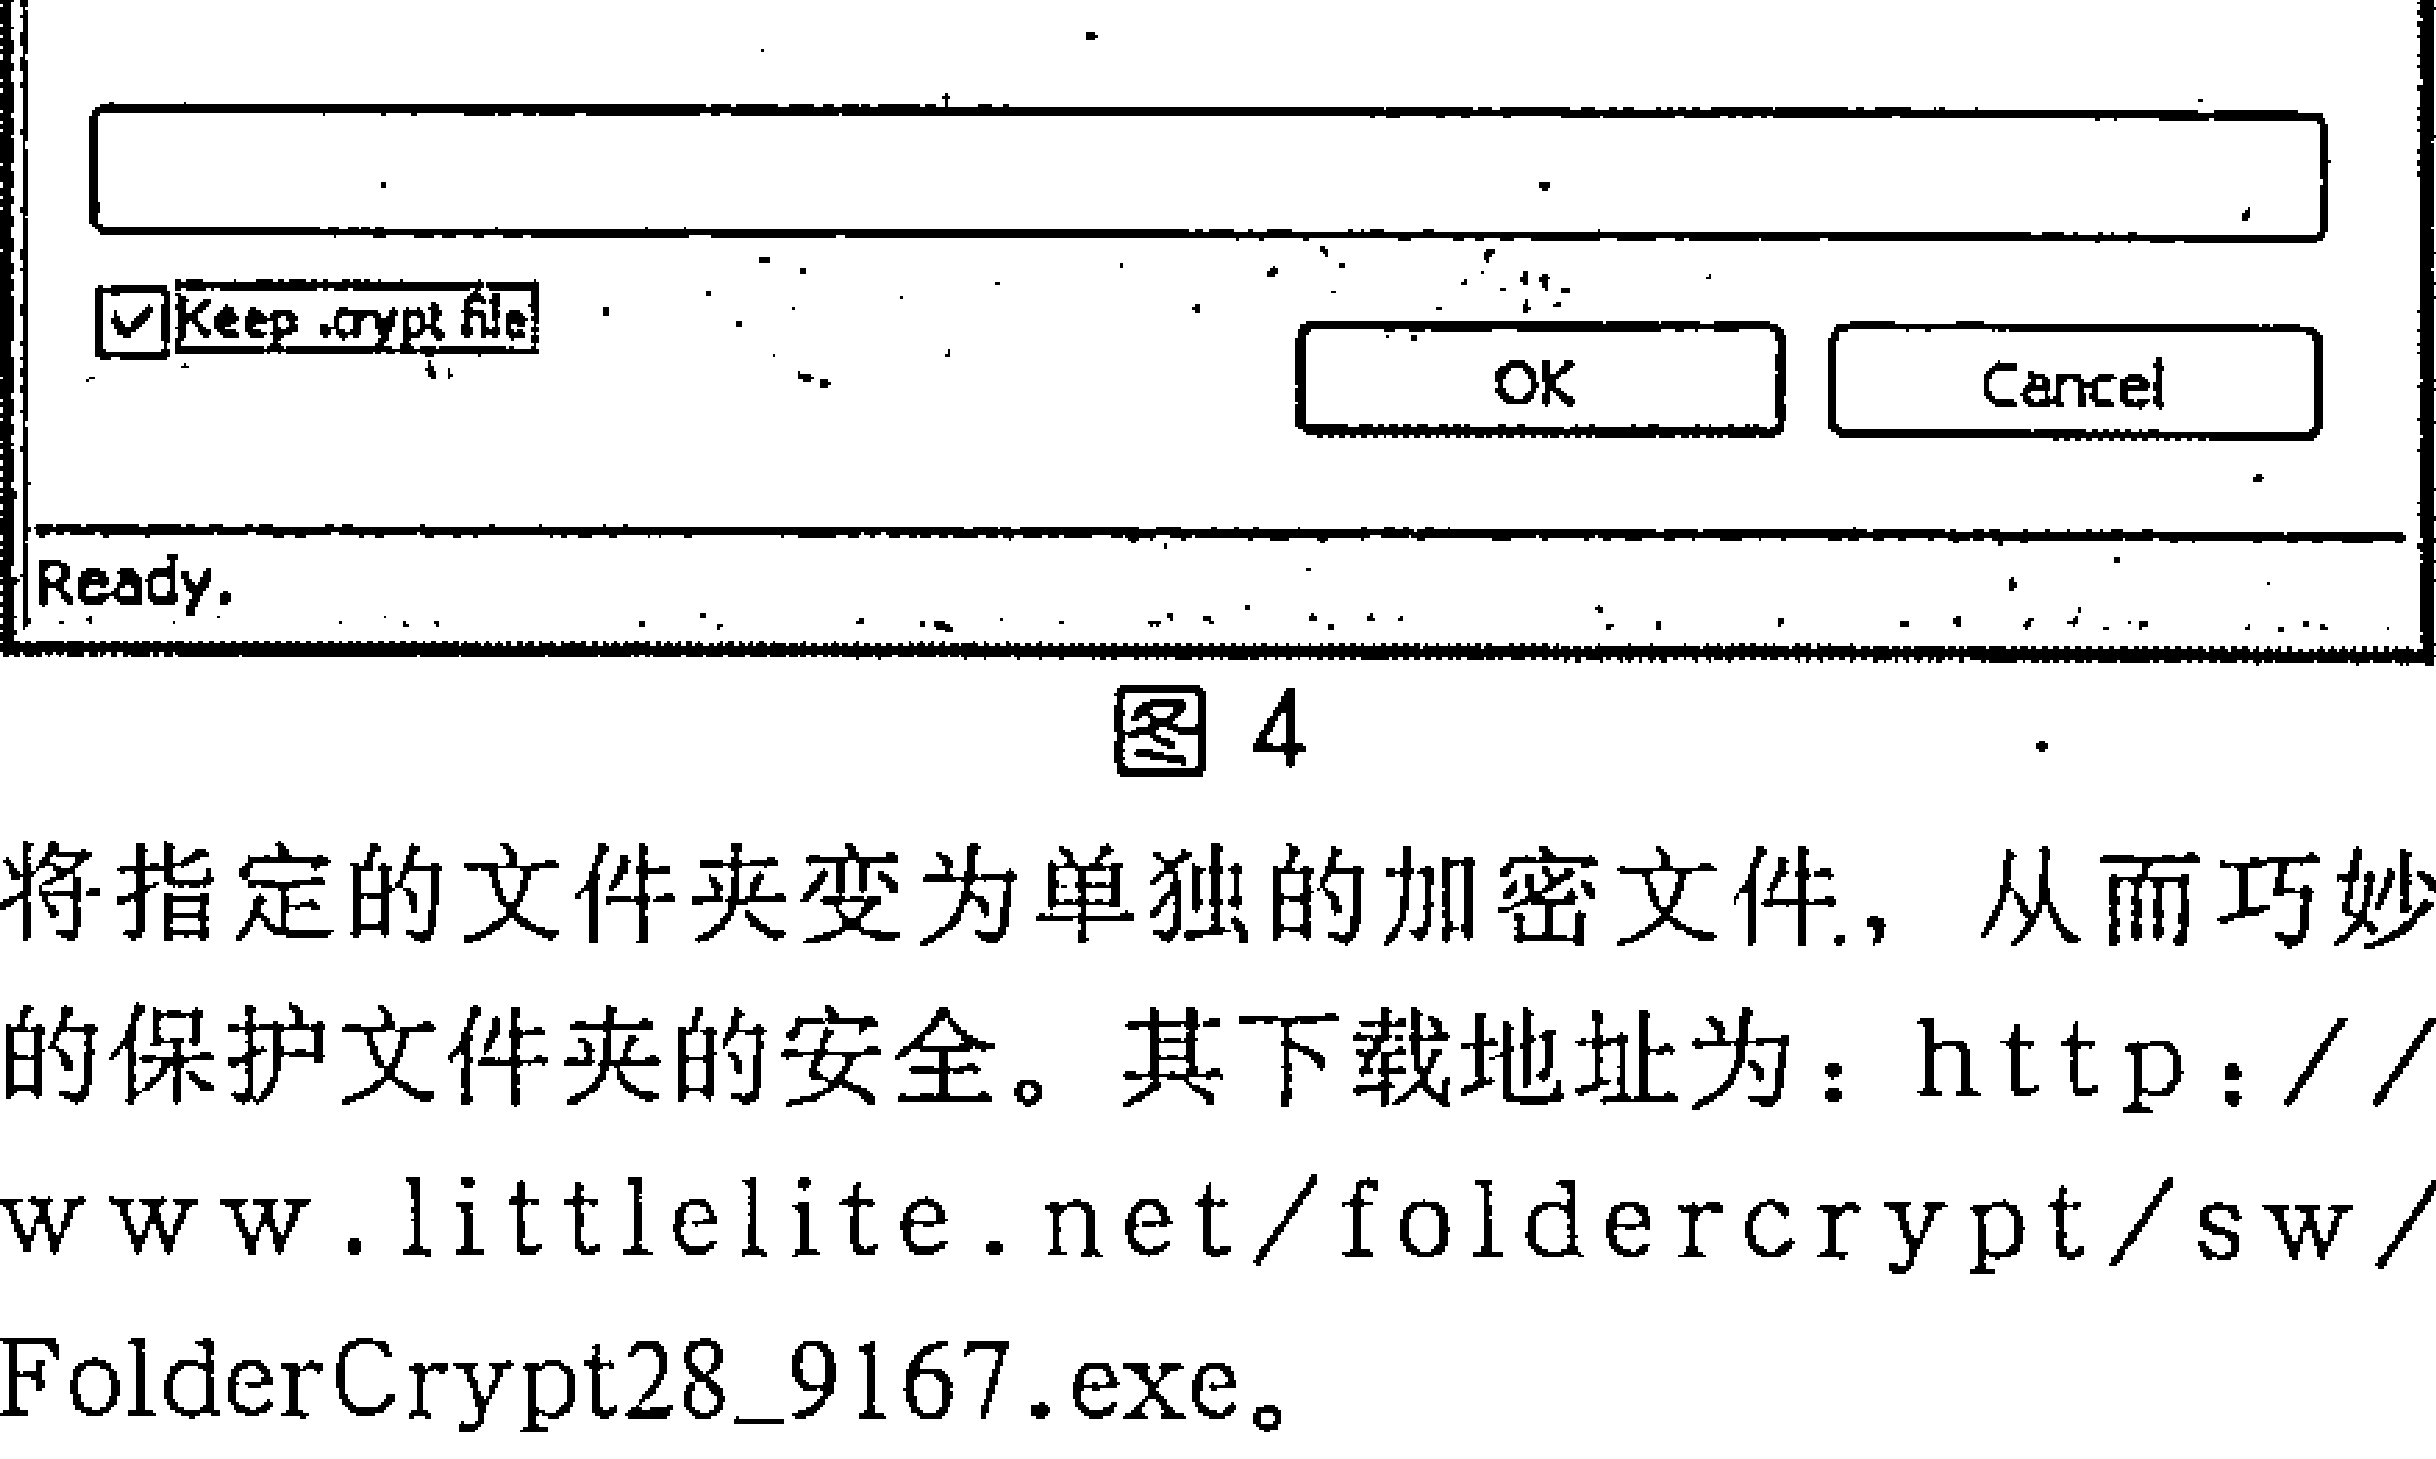 Keep .crypt file
OK Cancel
Ready.
图 4
将指定的文件夹变为单独的加密文件，从而巧妙
的保护文件夹的安全。其下载地址为：http://
www.littlelite.net/foldercrypt/sw/
FolderCrypt28_9167.exe。